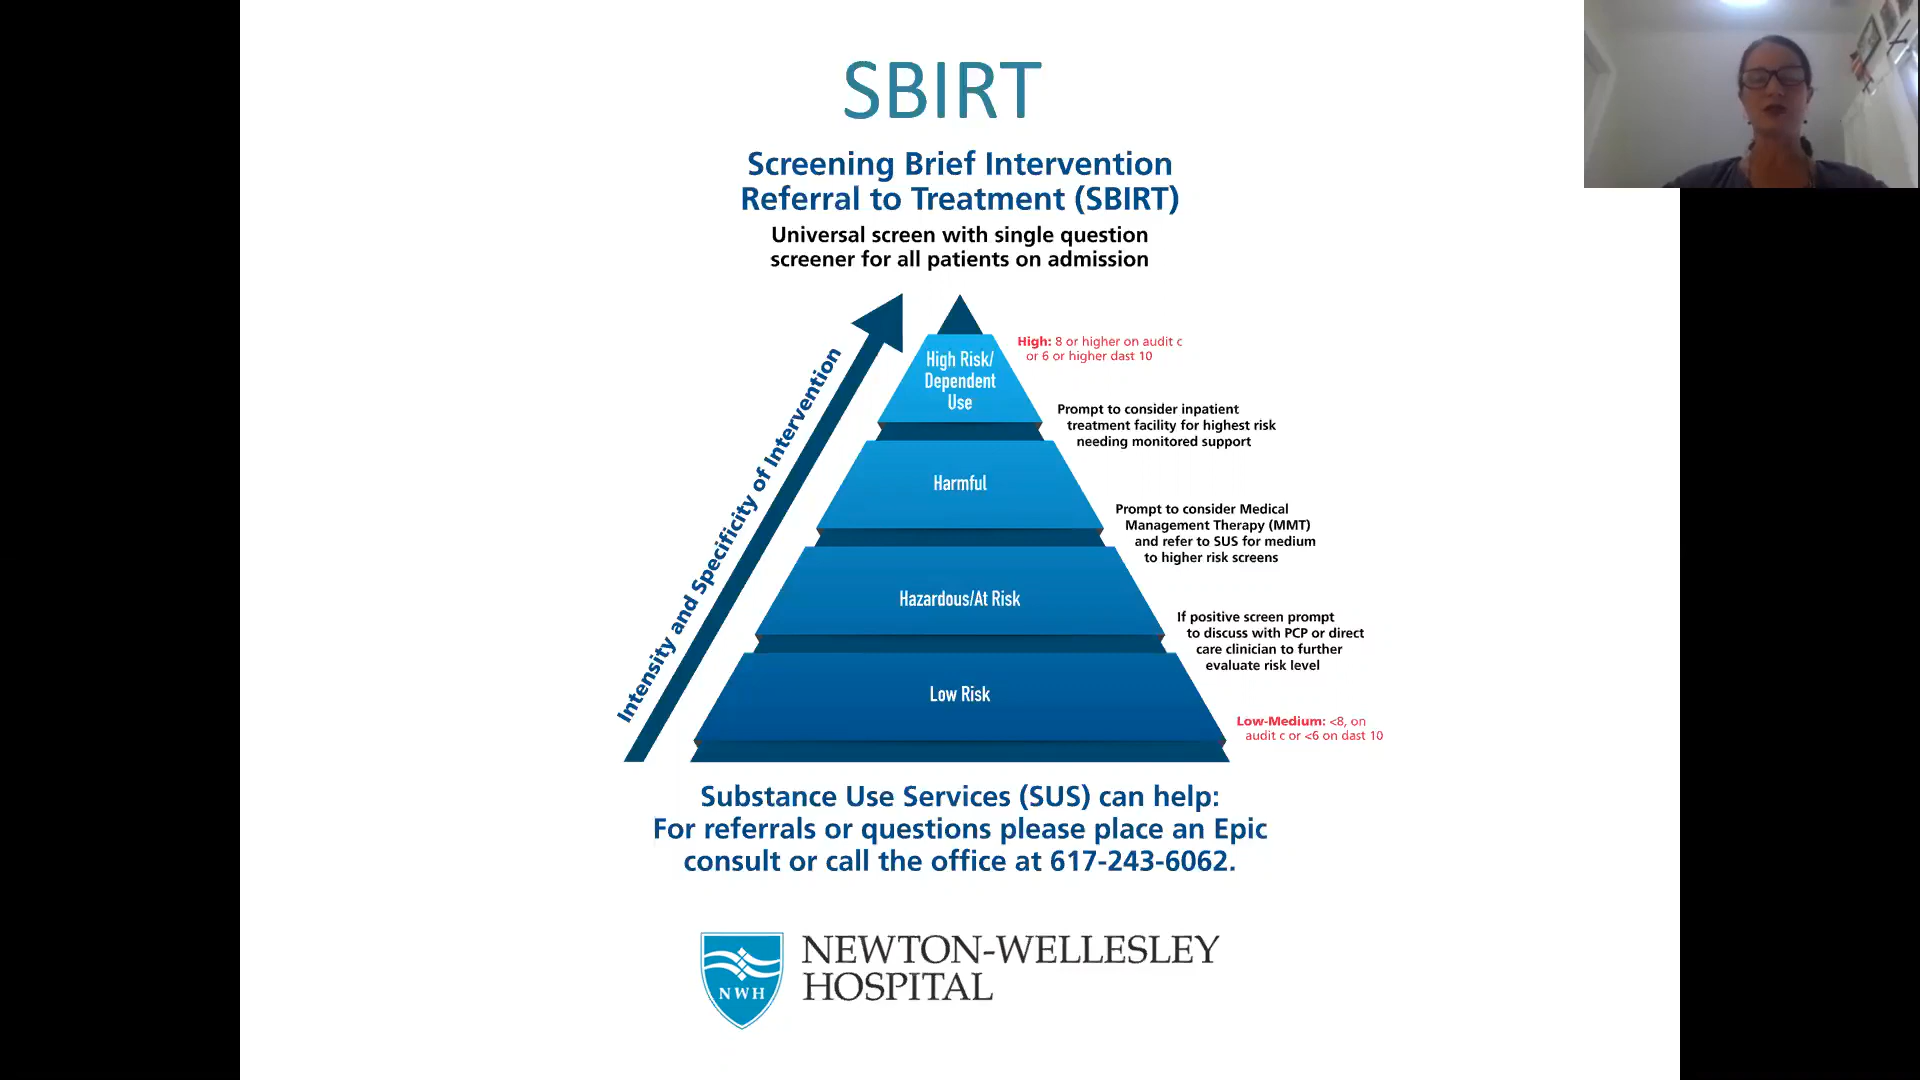 SBIRT
Screening Brief Intervention
Referral to Treatment (SBIRT)
Universal screen with single question
screener for all patients on admission
Intensity and Specificity of Intervention
High Risk/
Dependent
Use
High: 8 or higher on audit c
or 6 or higher dast 10
Prompt to consider inpatient
treatment facility for highest risk
needing monitored support
Harmful
Prompt to consider Medical
Management Therapy (MMT)
and refer to SUS for medium
to higher risk screens
Hazardous/At Risk
If positive screen prompt
to discuss with PCP or direct
care clinician to further
evaluate risk level
Low Risk
Low-Medium: <8, on
audit c or <6 on dast 10
Substance Use Services (SUS) can help:
For referrals or questions please place an Epic
consult or call the office at 617-243-6062.
NWH
NEWTON-WELLESLEY
HOSPITAL